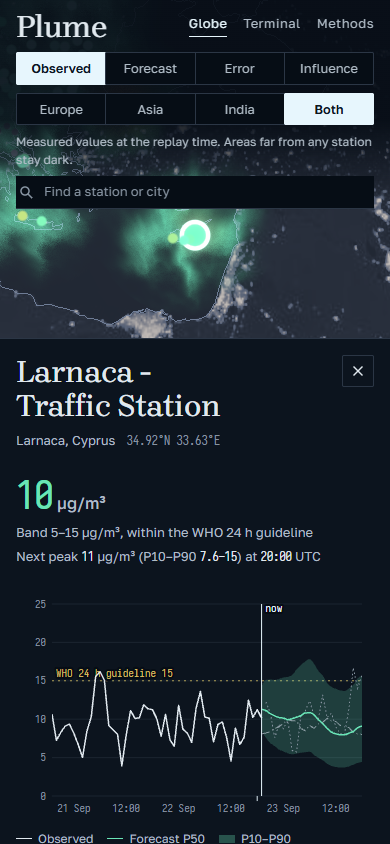 Plume
Globe Terminal Methods
Observed Forecast Error Influence
Europe Asia India Both
Measured values at the replay time. Areas far from any station
stay dark.
Find a station or city
Larnaca -
Traffic Station
Larnaca, Cyprus 34.92°N 33.63°E
10 µg/m³
Band 5–15 µg/m³, within the WHO 24 h guideline
Next peak 11 µg/m³ (P10–P90 7.6–15) at 20:00 UTC
25
now
20
WHO 24 h guideline 15
15
10
5
0
21 Sep 12:00 22 Sep 12:00 23 Sep 12:00
Observed Forecast P50 P10–P90